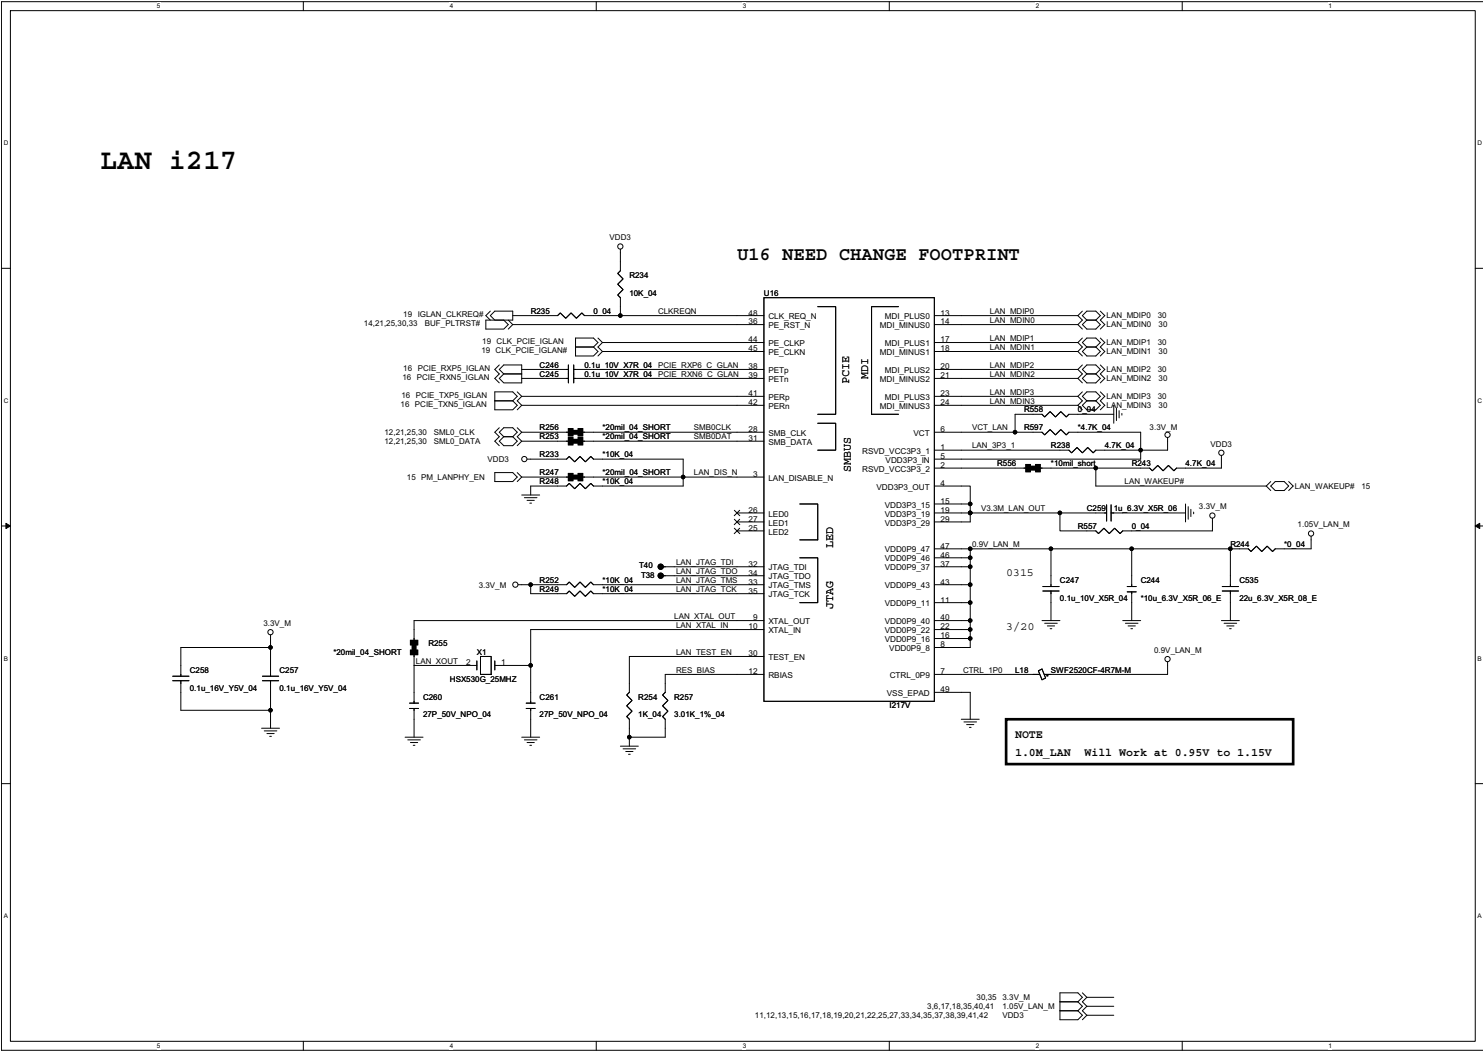 5 4 3 2 1
D D
LAN i217
VDD3
U16 NEED CHANGE FOOTPRINT
R234
10K_04
U16
19 IGLAN_CLKREQ# R235 0_04 CLKREQN 48 CLK_REQ_N
14,21,25,30,33 BUF_PLTRST# 36 PE_RST_N
19 CLK_PCIE_IGLAN 44 PE_CLKP
19 CLK_PCIE_IGLAN# 45 PE_CLKN
16 PCIE_RXP5_IGLAN C246 0.1u_10V_X7R_04 PCIE_RXP6_C_GLAN 38 PETp
16 PCIE_RXN5_IGLAN C245 0.1u_10V_X7R_04 PCIE_RXN6_C_GLAN 39 PETn
16 PCIE_TXP5_IGLAN 41 PERp
16 PCIE_TXN5_IGLAN 42 PERn
PCIE
MDI
MDI_PLUS0 13 LAN_MDIP0 LAN_MDIP0 30
MDI_MINUS0 14 LAN_MDIN0 LAN_MDIN0 30
MDI_PLUS1 17 LAN_MDIP1 LAN_MDIP1 30
MDI_MINUS1 18 LAN_MDIN1 LAN_MDIN1 30
MDI_PLUS2 20 LAN_MDIP2 LAN_MDIP2 30
MDI_MINUS2 21 LAN_MDIN2 LAN_MDIN2 30
MDI_PLUS3 23 LAN_MDIP3 LAN_MDIP3 30
MDI_MINUS3 24 LAN_MDIN3 LAN_MDIN3 30
C C
R558 0_04
12,21,25,30 SML0_CLK R256 *20mil_04_SHORT SMB0CLK 28 SMB_CLK
12,21,25,30 SML0_DATA R253 *20mil_04_SHORT SMB0DAT 31 SMB_DATA
SMBUS
VCT 6 VCT_LAN R597 *4.7K_04
3.3V_M
RSVD_VCC3P3_1 1 LAN_3P3_1 R238 4.7K_04
VDD3P3_IN 5
RSVD_VCC3P3_2 2 R556 *10mil_short R243 4.7K_04
VDD3
VDD3 R233 *10K_04
15 PM_LANPHY_EN R247 *20mil_04_SHORT LAN_DIS_N 3 LAN_DISABLE_N
R248 *10K_04
LAN_WAKEUP# LAN_WAKEUP# 15
VDD3P3_OUT 4
VDD3P3_15 15
VDD3P3_19 19 V3.3M_LAN_OUT C259 1u_6.3V_X5R_06
VDD3P3_29 29
3.3V_M
R557 0_04
26 LED0
27 LED1
25 LED2
LED
1.05V_LAN_M
VDD0P9_47 47 0.9V_LAN_M R244 *0_04
VDD0P9_46 46
VDD0P9_37 37
VDD0P9_43 43
VDD0P9_11 11
VDD0P9_40 40
VDD0P9_22 22
VDD0P9_16 16
VDD0P9_8 8
0315
3/20
C247
0.1u_10V_X5R_04
C244
*10u_6.3V_X5R_06_E
C535
22u_6.3V_X5R_08_E
T40 LAN_JTAG_TDI 32 JTAG_TDI
T38 LAN_JTAG_TDO 34 JTAG_TDO
3.3V_M R252 *10K_04 LAN_JTAG_TMS 33 JTAG_TMS
R249 *10K_04 LAN_JTAG_TCK 35 JTAG_TCK
JTAG
LAN_XTAL_OUT 9 XTAL_OUT
LAN_XTAL_IN 10 XTAL_IN
R255
*20mil_04_SHORT
LAN_XOUT 2 X1 1
HSX530G_25MHZ
LAN_TEST_EN 30 TEST_EN
RES_BIAS 12 RBIAS
3.3V_M
B B
C258
0.1u_16V_Y5V_04
C257
0.1u_16V_Y5V_04
C260
27P_50V_NPO_04
C261
27P_50V_NPO_04
R254
1K_04
R257
3.01K_1%_04
0.9V_LAN_M
CTRL_0P9 7 CTRL_1P0 L18 SWF2520CF-4R7M-M
VSS_EPAD 49
I217V
NOTE
1.0M_LAN Will Work at 0.95V to 1.15V
A A
30,35 3.3V_M
3,6,17,18,35,40,41 1.05V_LAN_M
11,12,13,15,16,17,18,19,20,21,22,25,27,33,34,35,37,38,39,41,42 VDD3
5 4 3 2 1